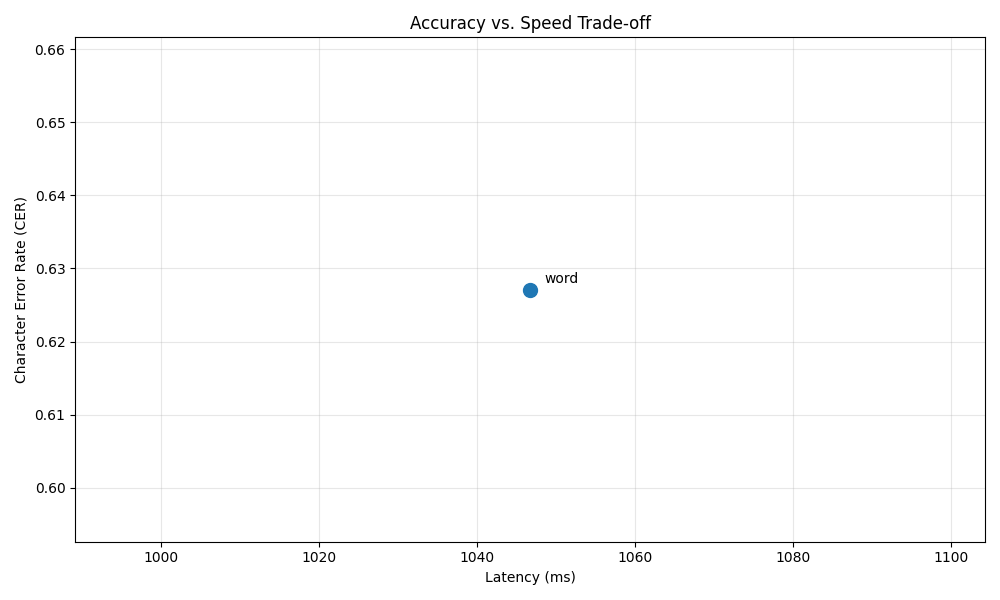 Accuracy vs. Speed Trade-off
0.66
0.65
0.64
0.63
0.62
0.61
0.60
Character Error Rate (CER)
word
1000 1020 1040 1060 1080 1100
Latency (ms)